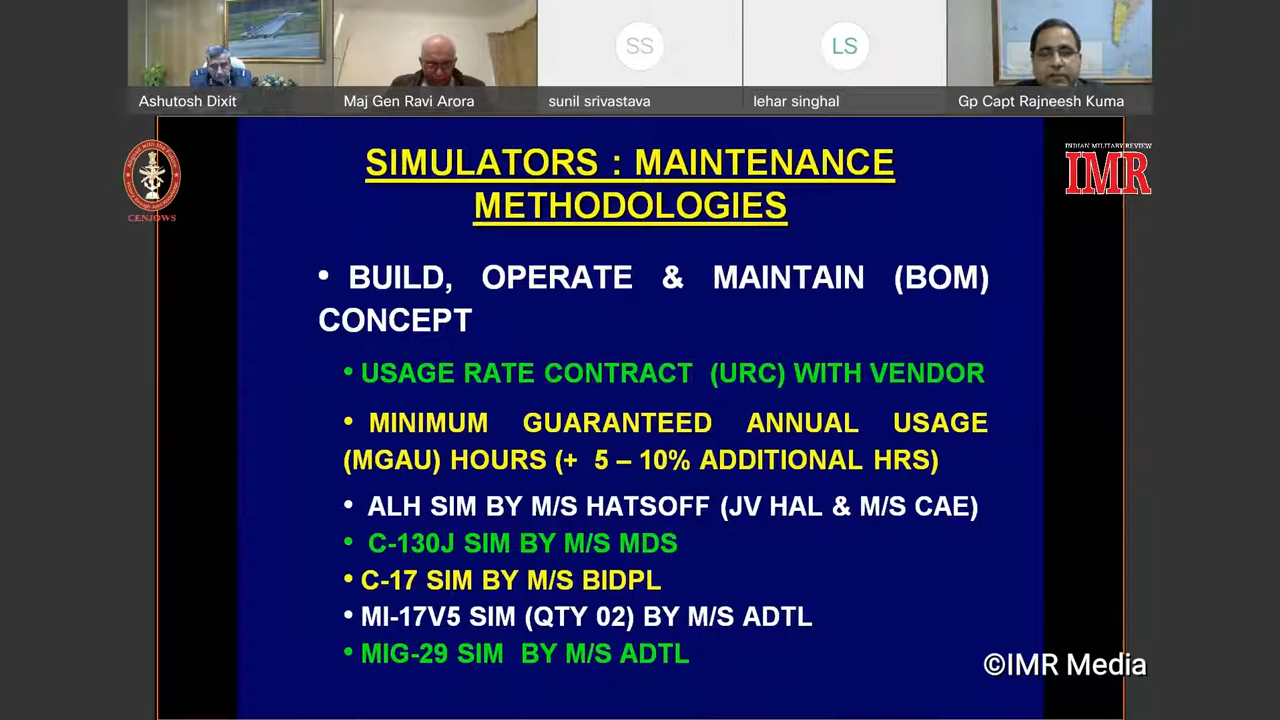 SS
LS
Ashutosh Dixit
Maj Gen Ravi Arora
sunil srivastava
lehar singhal
Gp Capt Rajneesh Kuma
CENJOWS
INDIAN MILITARY REVIEW
IMR
SIMULATORS : MAINTENANCE
METHODOLOGIES
• BUILD, OPERATE & MAINTAIN (BOM)
CONCEPT
• USAGE RATE CONTRACT (URC) WITH VENDOR
• MINIMUM GUARANTEED ANNUAL USAGE
(MGAU) HOURS (+ 5 – 10% ADDITIONAL HRS)
• ALH SIM BY M/S HATSOFF (JV HAL & M/S CAE)
• C-130J SIM BY M/S MDS
• C-17 SIM BY M/S BIDPL
• MI-17V5 SIM (QTY 02) BY M/S ADTL
• MIG-29 SIM BY M/S ADTL
©IMR Media